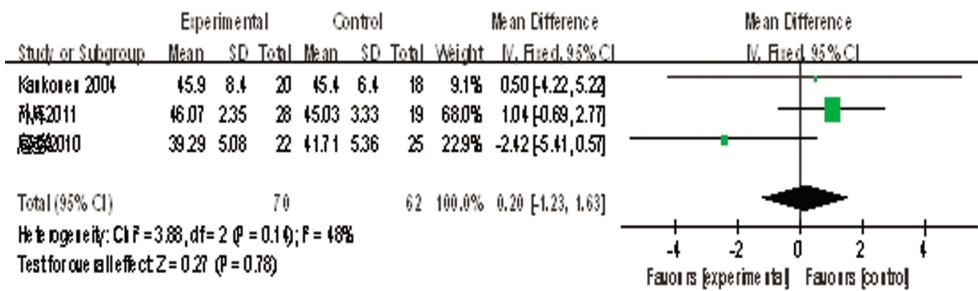 Experimental Control Mean Difference Mean Difference
Study or Subgroup Mean SD Total Mean SD Total Weight IV. Fixed. 95% CI IV. Fixed. 95% CI
2004 45.9 8.4 20 45.4 6.4 18 9.1% 0.50 [-4.22, 5.22]
2011 46.07 2.35 28 45.03 3.33 19 68.0% 1.04 [-0.69, 2.77]
2010 39.29 5.08 22 41.71 5.36 25 22.9% -2.42 [-5.41, 0.57]
Total (95% CI) 70 62 100.0% 0.20 [-1.23, 1.63]
Heterogeneity: Chi² = 3.88, df = 2 (P = 0.14); I² = 48%
Test for overall effect: Z = 0.27 (P = 0.78)
-4 -2 0 2 4
Favours [experimental] Favours [control]